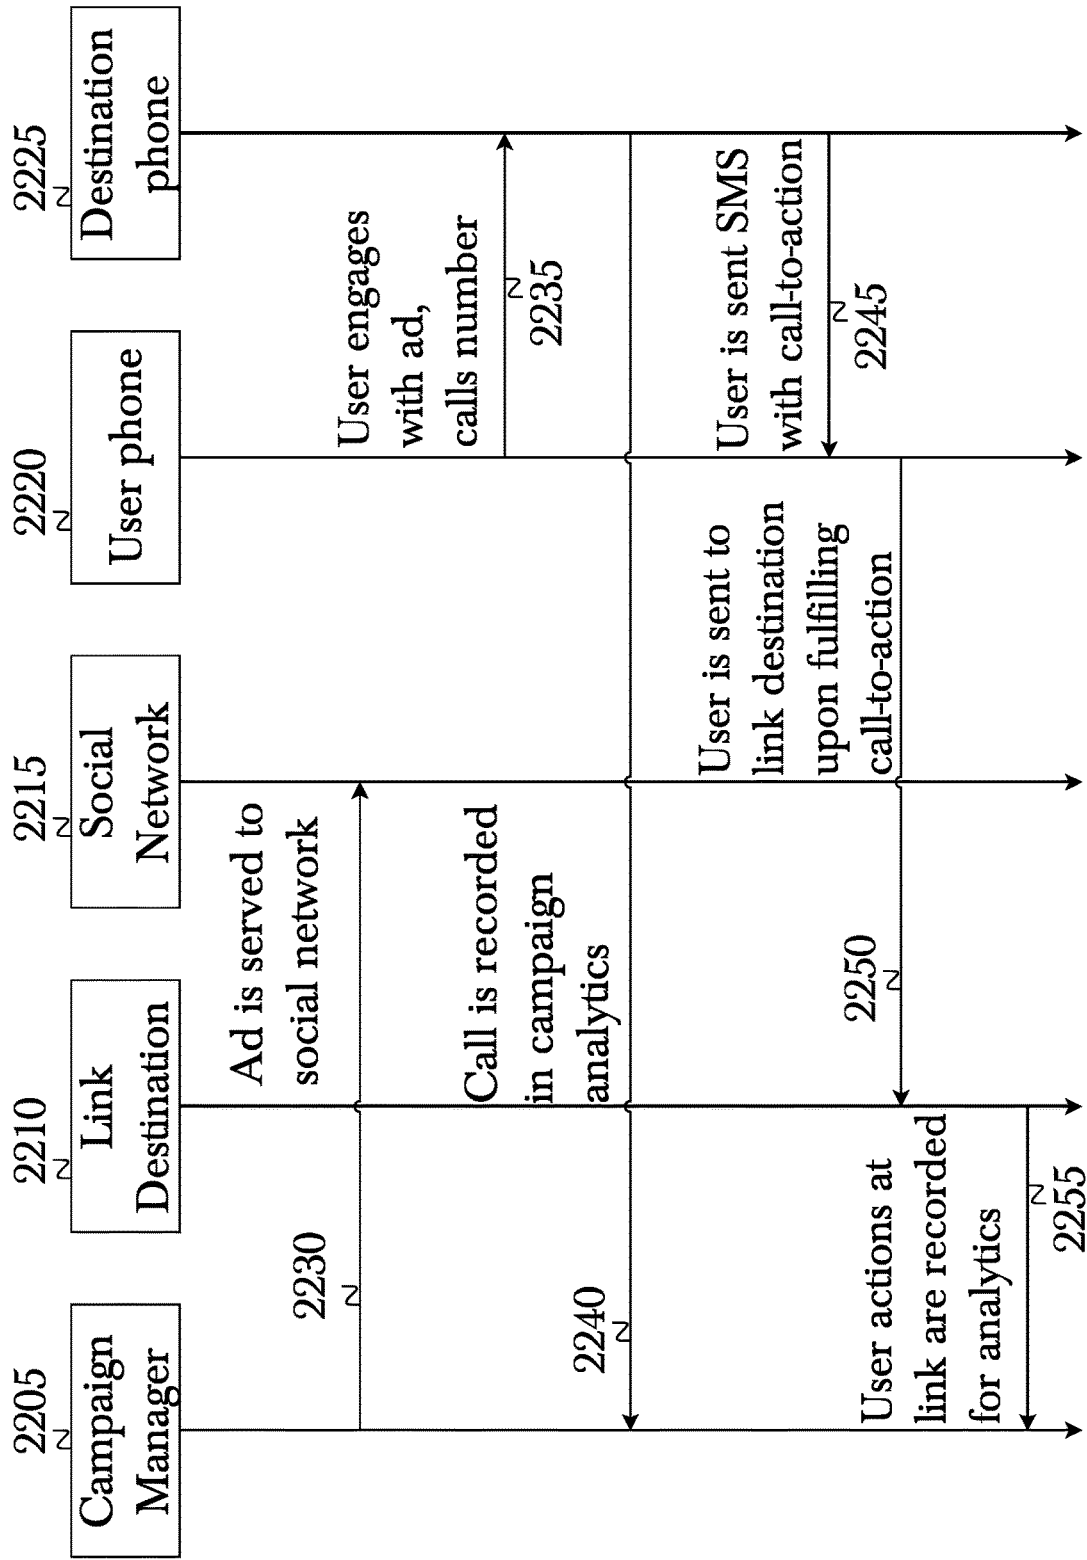 2205
Campaign
Manager
2210
Link
Destination
2215
Social
Network
2220
User phone
2225
Destination
phone
Ad is served to
social network
2230
User engages
with ad,
calls number
2235
Call is recorded
in campaign
analytics
2240
User is sent SMS
with call-to-action
2245
User is sent to
link destination
upon fulfilling
call-to-action
2250
User actions at
link are recorded
for analytics
2255